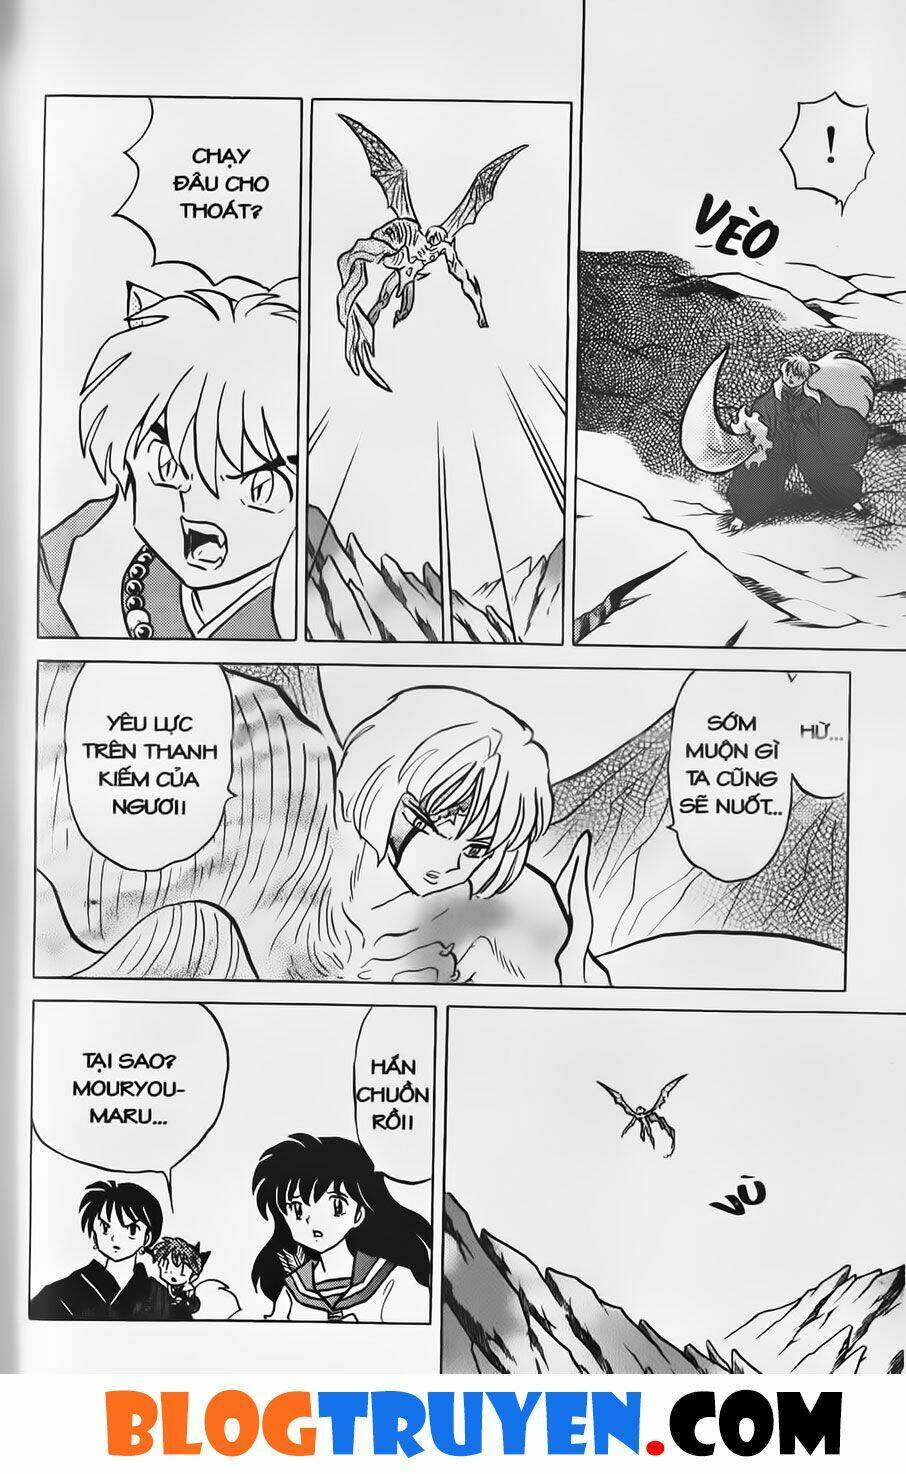 !
VÈO
CHẠY
ĐÂU CHO
THOÁT?
HỪ...
SỚM
MUỘN GÌ
TA CŨNG
SẼ NUỐT...
YÊU LỰC
TRÊN THANH
KIẾM CỦA
NGƯƠI!
VÙ
HẮN
CHUỒN
RỒI!
TẠI SAO?
MOURYOU-
MARU...
BLOGTRUYEN.COM